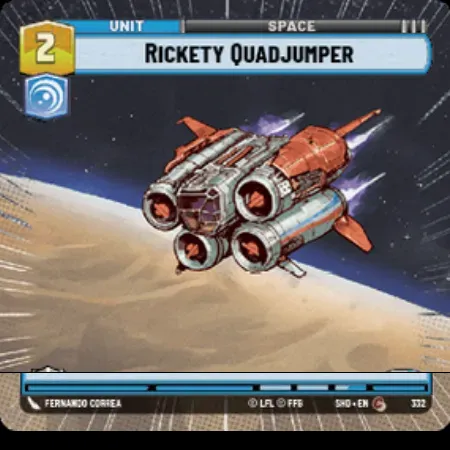 UNIT SPACE
2 RICKETY QUADJUMPER
FERNANDO CORREA © LFL © FFG SHD • EN 332